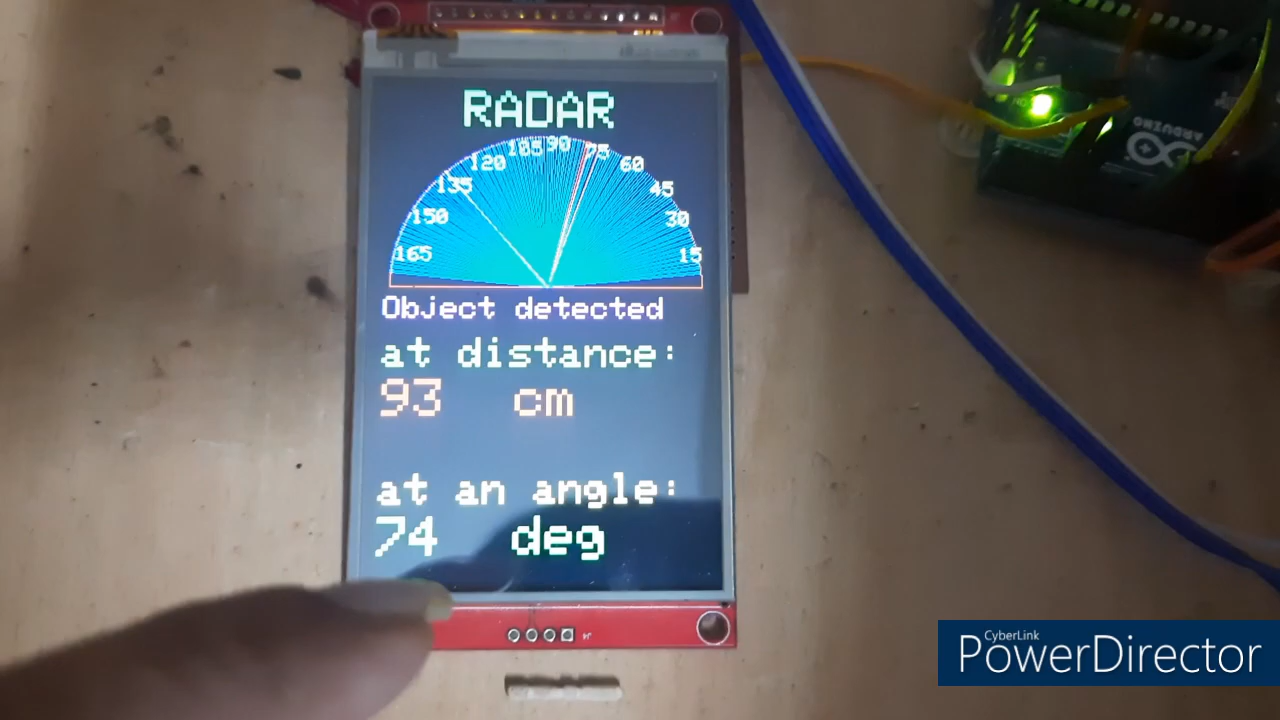 RADAR
165
150
135
120
105
90
75
60
45
30
15
Object detected
at distance:
93 cm
at an angle:
74 deg
ARDUINO
CyberLink
PowerDirector